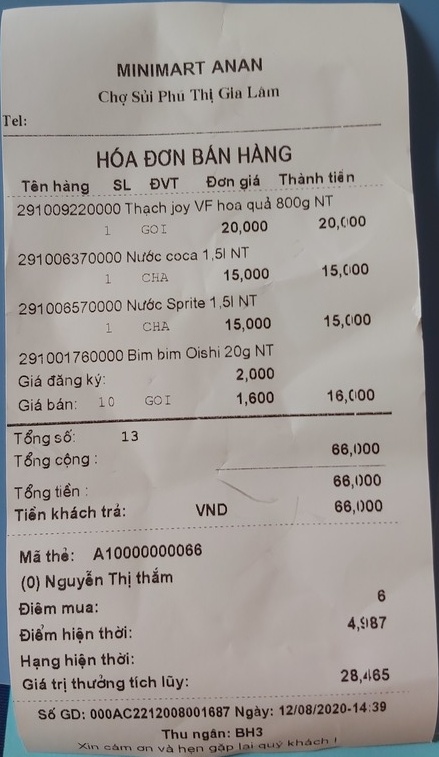 MINIMART ANAN
Chợ Sủi Phú Thị Gia Lâm
Tel:
HÓA ĐƠN BÁN HÀNG
Tên hàng SL ĐVT Đơn giá Thành tiền
291009220000 Thạch joy VF hoa quả 800g NT
1 GOI 20,000 20,000
291006370000 Nước coca 1,5l NT
1 CHA 15,000 15,000
291006570000 Nước Sprite 1,5l NT
1 CHA 15,000 15,000
291001760000 Bim bim Oishi 20g NT
Giá đăng ký: 2,000
Giá bán: 10 GOI 1,600 16,000
Tổng số: 13
Tổng cộng : 66,000
Tổng tiền : 66,000
Tiền khách trả: VND 66,000
Mã thẻ: A10000000066
(0) Nguyễn Thị thắm
Điểm mua: 6
Điểm hiện thời: 4,987
Hạng hiện thời:
Giá trị thưởng tích lũy: 28,465
Số GD: 000AC2212008001687 Ngày: 12/08/2020-14:39
Thu ngân: BH3
Xin cảm ơn và hẹn gặp lại quý khách !